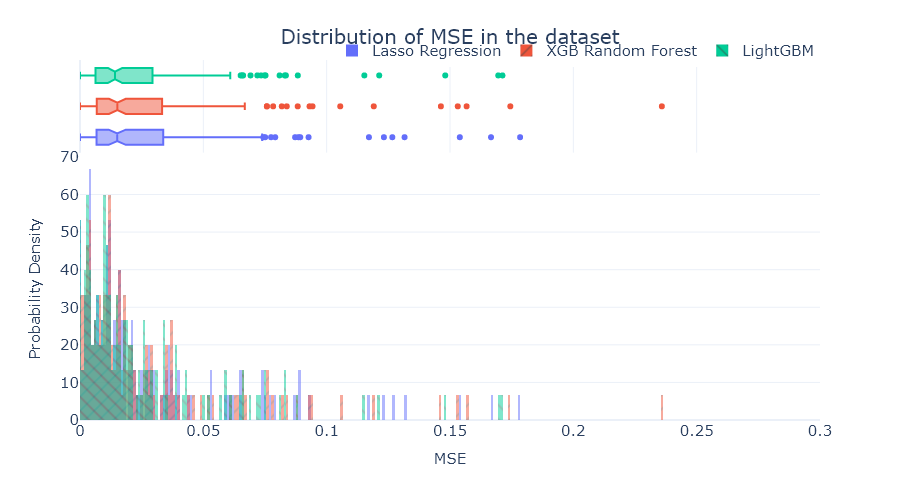 Distribution of MSE in the dataset
Lasso Regression XGB Random Forest LightGBM
70
60
50
40
30
20
10
0
Probability Density
0 0.05 0.1 0.15 0.2 0.25 0.3
MSE